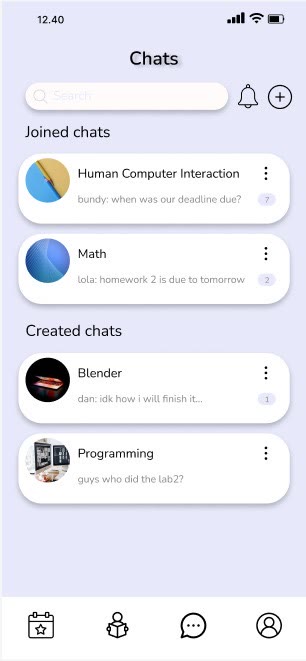 12.40
Chats
Search
Joined chats
Human Computer Interaction
bundy: when was our deadline due?
7
Math
lola: homework 2 is due to tomorrow
2
Created chats
Blender
dan: idk how i will finish it...
1
Programming
guys who did the lab2?